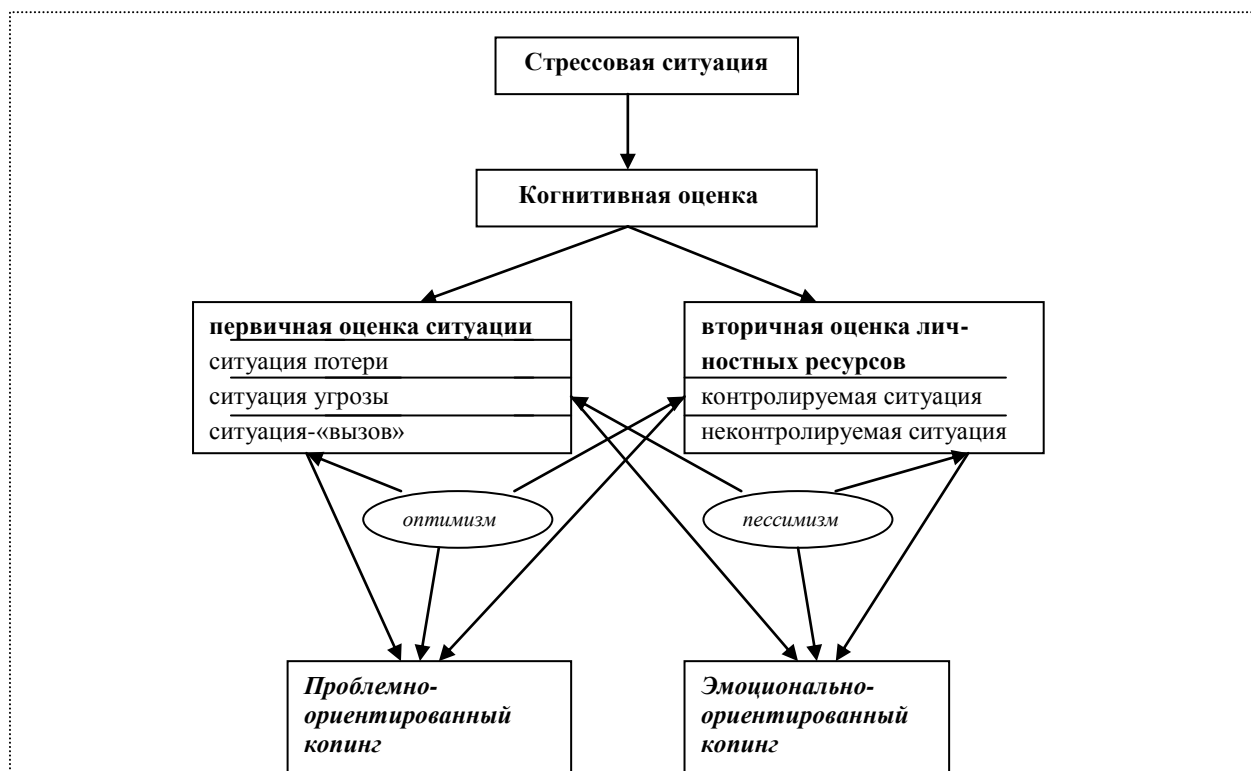 Стрессовая ситуация
Когнитивная оценка
первичная оценка ситуации
ситуация потери
ситуация угрозы
ситуация-«вызов»
вторичная оценка лич-
ностных ресурсов
контролируемая ситуация
неконтролируемая ситуация
оптимизм
пессимизм
Проблемно-
ориентированный
копинг
Эмоционально-
ориентированный
копинг